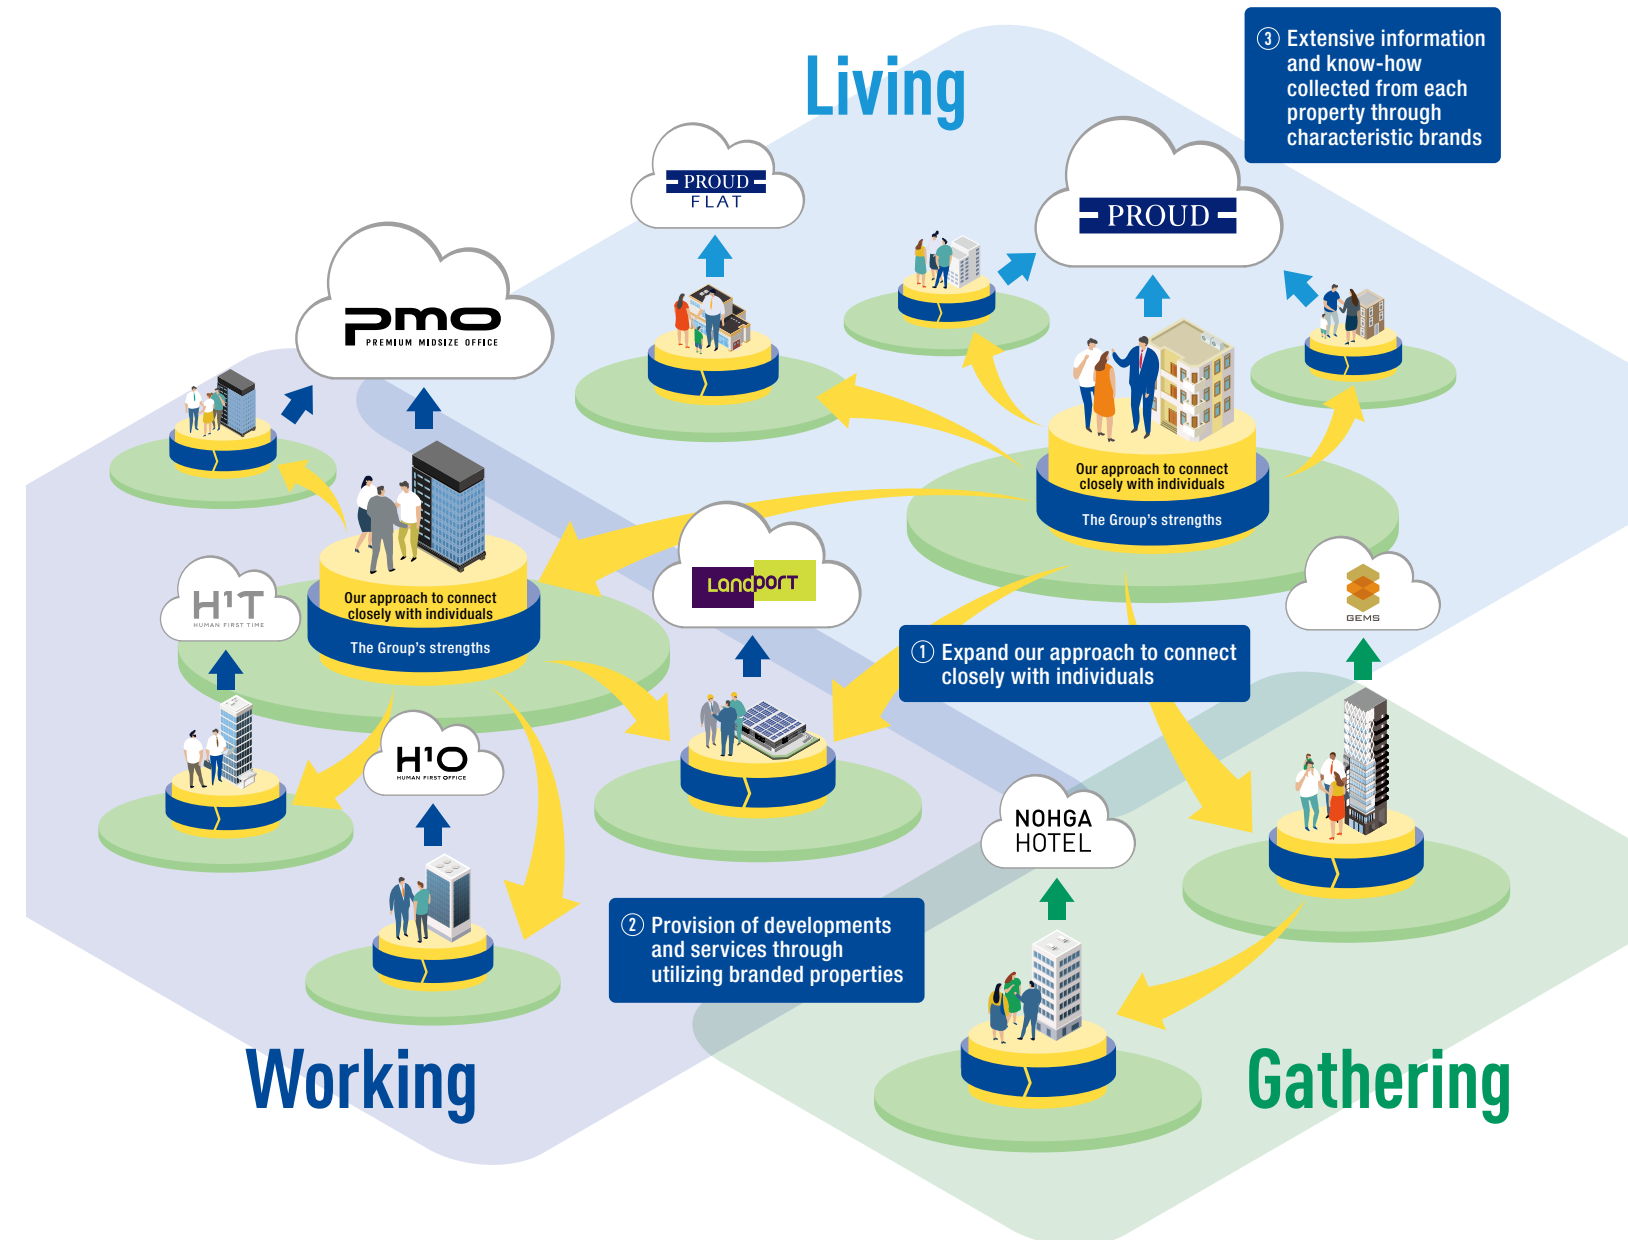 Living
③ Extensive information
and know-how
collected from each
property through
characteristic brands
PROUD
FLAT
PROUD
pmo
PREMIUM MIDSIZE OFFICE
Our approach to connect
closely with individuals
The Group's strengths
Landport
H¹T
HUMAN FIRST TIME
Our approach to connect
closely with individuals
The Group's strengths
GEMS
① Expand our approach to connect
closely with individuals
H¹O
HUMAN FIRST OFFICE
NOHGA
HOTEL
② Provision of developments
and services through
utilizing branded properties
Working
Gathering